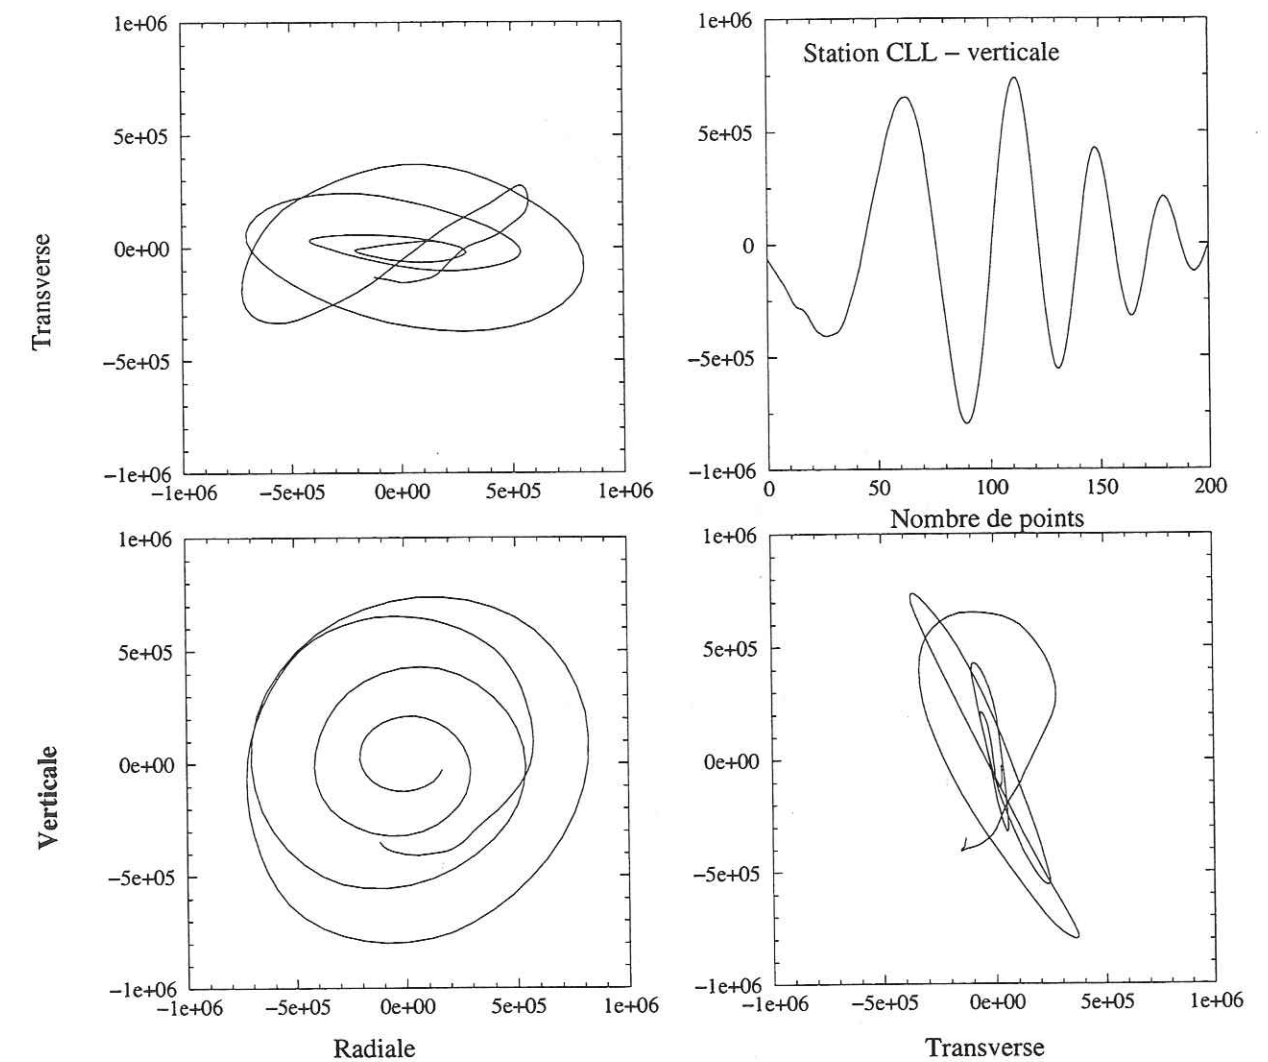 1e+06
5e+05
0e+00
−5e+05
−1e+06
−1e+06 −5e+05 0e+00 5e+05 1e+06
Transverse
1e+06
Station CLL – verticale
5e+05
0
−5e+05
−1e+06
0 50 100 150 200
Nombre de points
1e+06
5e+05
0e+00
−5e+05
−1e+06
−1e+06 −5e+05 0e+00 5e+05 1e+06
Verticale
Radiale
1e+06
5e+05
0e+00
−5e+05
−1e+06
−1e+06 −5e+05 0e+00 5e+05 1e+06
Transverse